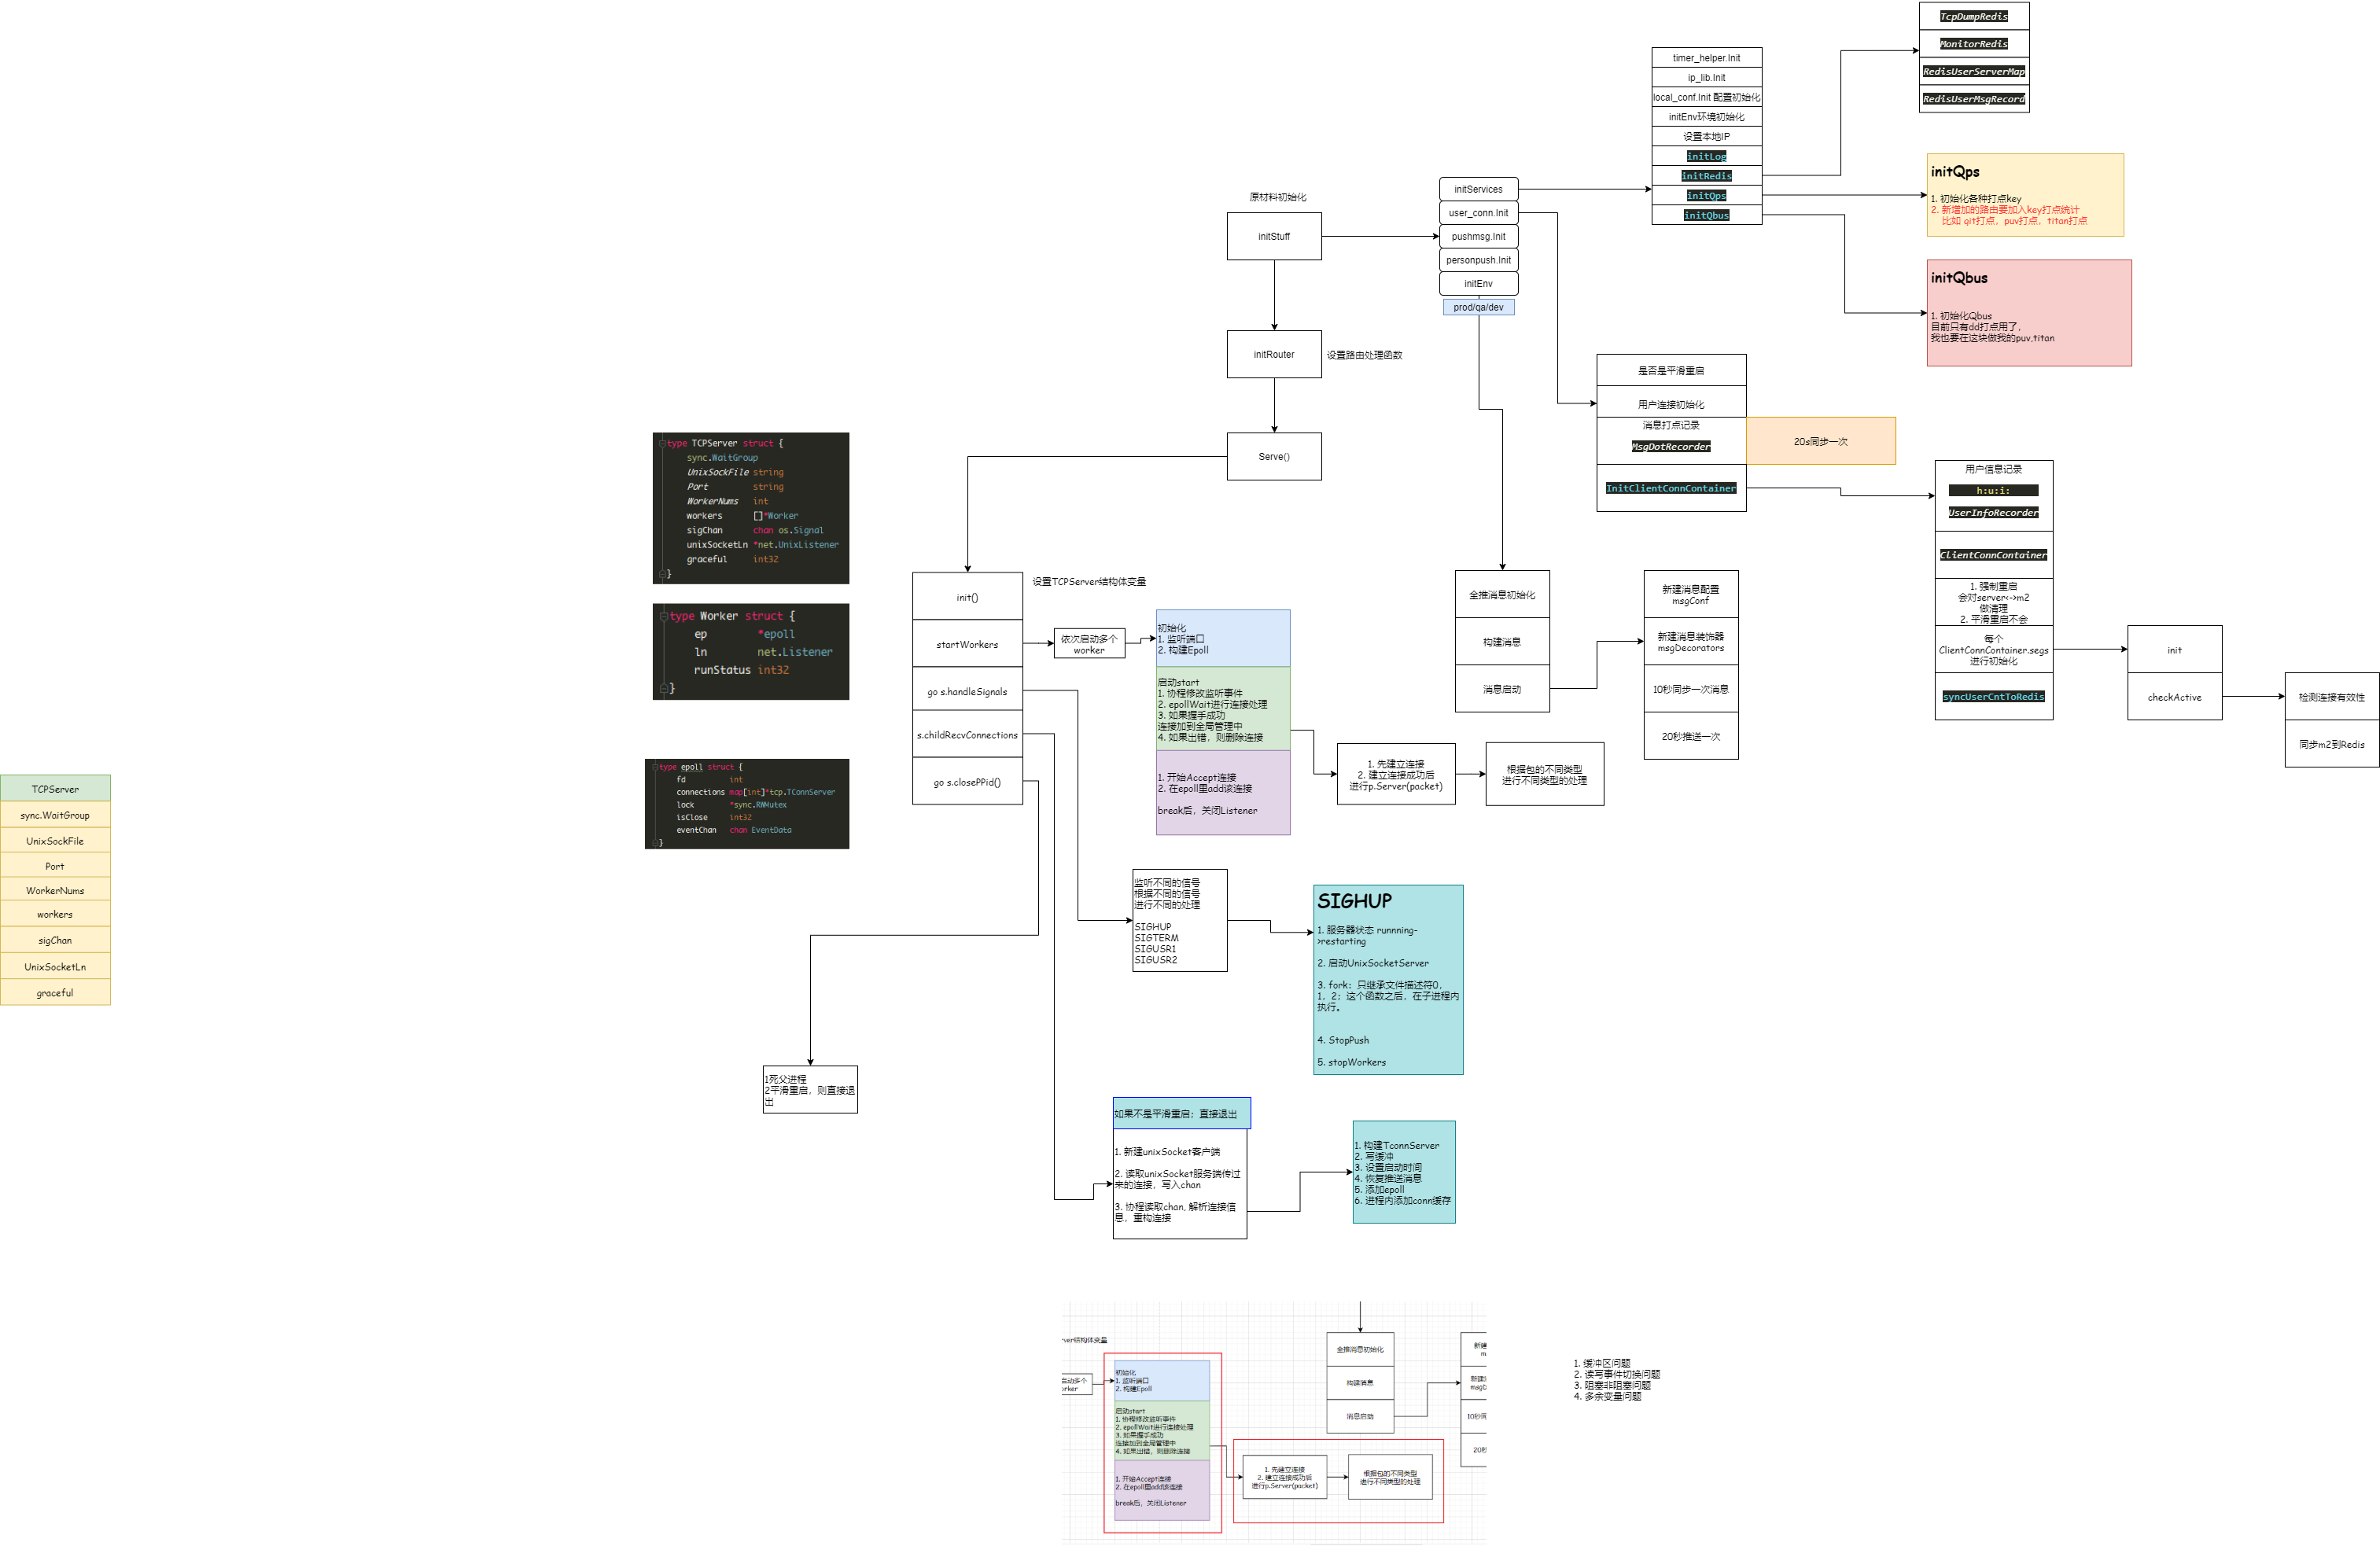 TcpDumpRedis
MonitorRedis
RedisUserServerMap
RedisUserMsgRecord
timer_helper.Init
ip_lib.Init
local_conf.Init 配置初始化
initEnv环境初始化
设置本地IP
initLog
initRedis
initQps
initQbus
initQps
1. 初始化各种打点key
2. 新增加的路由要加入key打点统计
比如 qit打点，puv打点，titan打点
initQbus
1. 初始化Qbus
目前只有dd打点用了，
我也要在这块做我的puv,titan
原材料初始化
initStuff
initServices
user_conn.Init
pushmsg.Init
personpush.Init
initEnv
prod/qa/dev
initRouter
设置路由处理函数
Serve()
是否是平滑重启
用户连接初始化
消息打点记录
MsgDotRecorder
20s同步一次
InitClientConnContainer
用户信息记录
h:u:i:
UserInfoRecorder
ClientConnContainer
1. 强制重启
会对server<->m2
做清理
2. 平滑重启不会
每个
ClientConnContainer.segs
进行初始化
syncUserCntToRedis
init
checkActive
检测连接有效性
同步m2到Redis
type TCPServer struct {
sync.WaitGroup
UnixSockFile string
Port string
WorkerNums int
workers []*Worker
sigChan chan os.Signal
unixSocketLn *net.UnixListener
graceful int32
}
type Worker struct {
ep *epoll
ln net.Listener
runStatus int32
}
type epoll struct {
fd int
connections map[int]*tcp.TConnServer
lock *sync.RWMutex
isClose int32
eventChan chan EventData
}
TCPServer
sync.WaitGroup
UnixSockFile
Port
WorkerNums
workers
sigChan
UnixSocketLn
graceful
init()
设置TCPServer结构体变量
startWorkers
依次启动多个
worker
go s.handleSignals
s.childRecvConnections
go s.closePPid()
初始化
1. 监听端口
2. 构建Epoll
启动start
1. 协程修改监听事件
2. epollWait进行连接处理
3. 如果握手成功
连接加到全局管理中
4. 如果出错，则删除连接
1. 开始Accept连接
2. 在epoll里add该连接
break后，关闭Listener
1. 先建立连接
2. 建立连接成功后
进行p.Server(packet)
根据包的不同类型
进行不同类型的处理
全推消息初始化
构建消息
消息启动
新建消息配置
msgConf
新建消息装饰器
msgDecorators
10秒同步一次消息
20秒推送一次
监听不同的信号
根据不同的信号
进行不同的处理
SIGHUP
SIGTERM
SIGUSR1
SIGUSR2
SIGHUP
1. 服务器状态 runnning-
>restarting
2. 启动UnixSocketServer
3. fork：只继承文件描述符0，
1，2；这个函数之后，在子进程内
执行。
4. StopPush
5. stopWorkers
1死父进程
2平滑重启，则直接退
出
如果不是平滑重启；直接退出
1. 新建unixSocket客户端
2. 读取unixSocket服务端传过
来的连接，写入chan
3. 协程读取chan, 解析连接信
息，重构连接
1. 构建TconnServer
2. 写缓冲
3. 设置启动时间
4. 恢复推送消息
5. 添加epoll
6. 进程内添加conn缓存
rver结构体变量
启动多个
orker
初始化
1. 监听端口
2. 构建Epoll
启动start
1. 协程修改监听事件
2. epollWait进行连接处理
3. 如果握手成功
连接加到全局管理中
4. 如果出错，则删除连接
1. 开始Accept连接
2. 在epoll里add该连接
break后，关闭Listener
1. 先建立连接
2. 建立连接成功后
进行p.Server(packet)
根据包的不同类型
进行不同类型的处理
全推消息初始化
构建消息
消息启动
新建
m
新建
msgD
10秒同
20秒
1. 缓冲区问题
2. 读写事件切换问题
3. 阻塞非阻塞问题
4. 多余变量问题